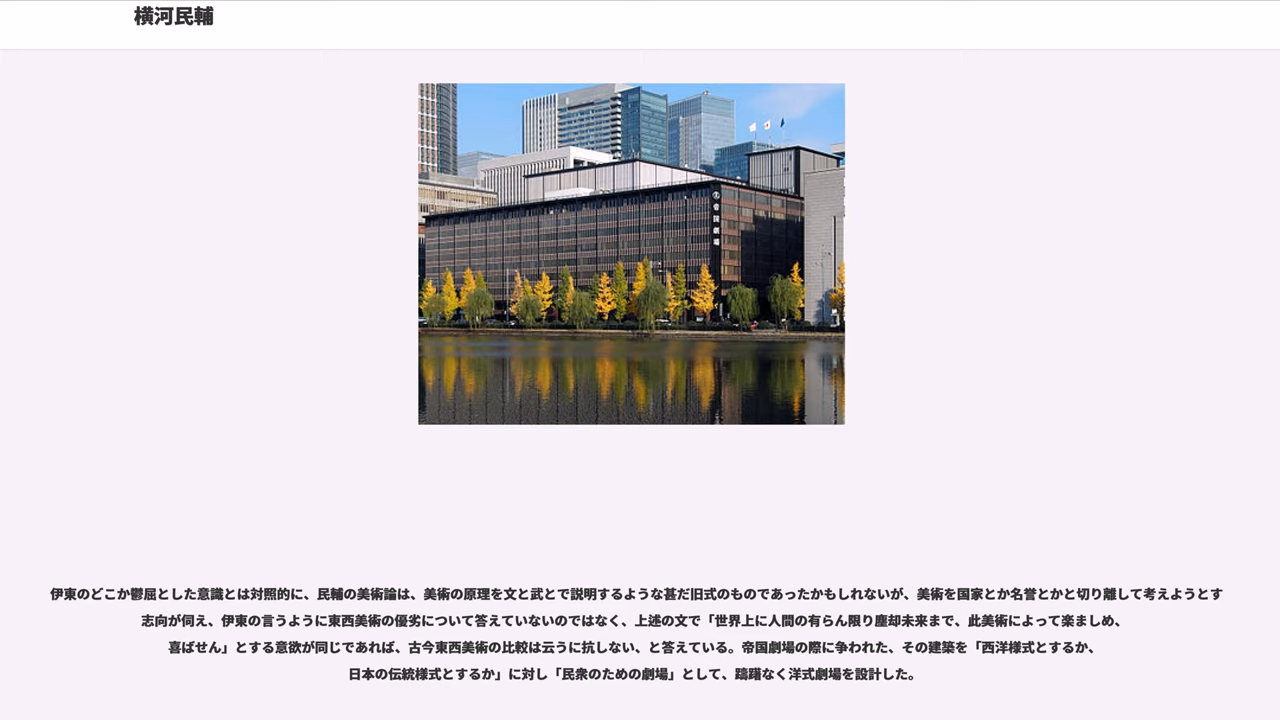 横河民輔
帝国劇場
伊東のどこか鬱屈とした意識とは対照的に、民輔の美術論は、美術の原理を文と武とで説明するような甚だ旧式のものであったかもしれないが、美術を国家とか名誉とかと切り離して考えようとす
志向が伺え、伊東の言うように東西美術の優劣について答えていないのではなく、上述の文で「世界上に人間の有らん限り塵却未来まで、此美術によって楽ましめ、
喜ばせん」とする意欲が同じであれば、古今東西美術の比較は云うに抗しない、と答えている。帝国劇場の際に争われた、その建築を「西洋様式とするか、
日本の伝統様式とするか」に対し「民衆のための劇場」として、躊躇なく洋式劇場を設計した。